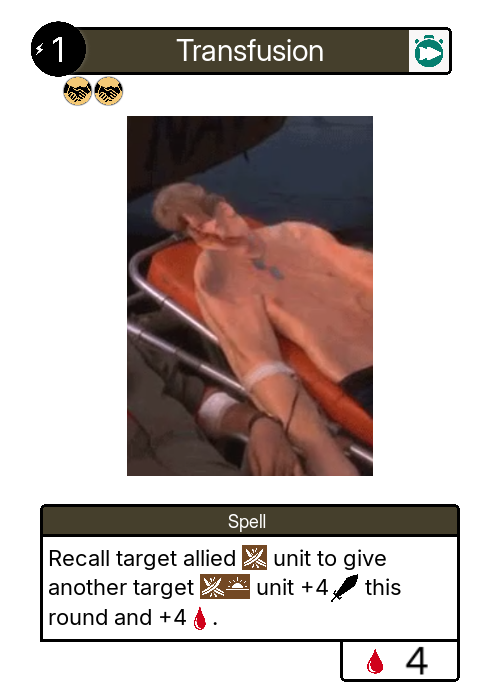 1
Transfusion
Spell
Recall target allied unit to give
another target unit +4 this
round and +4 .
4